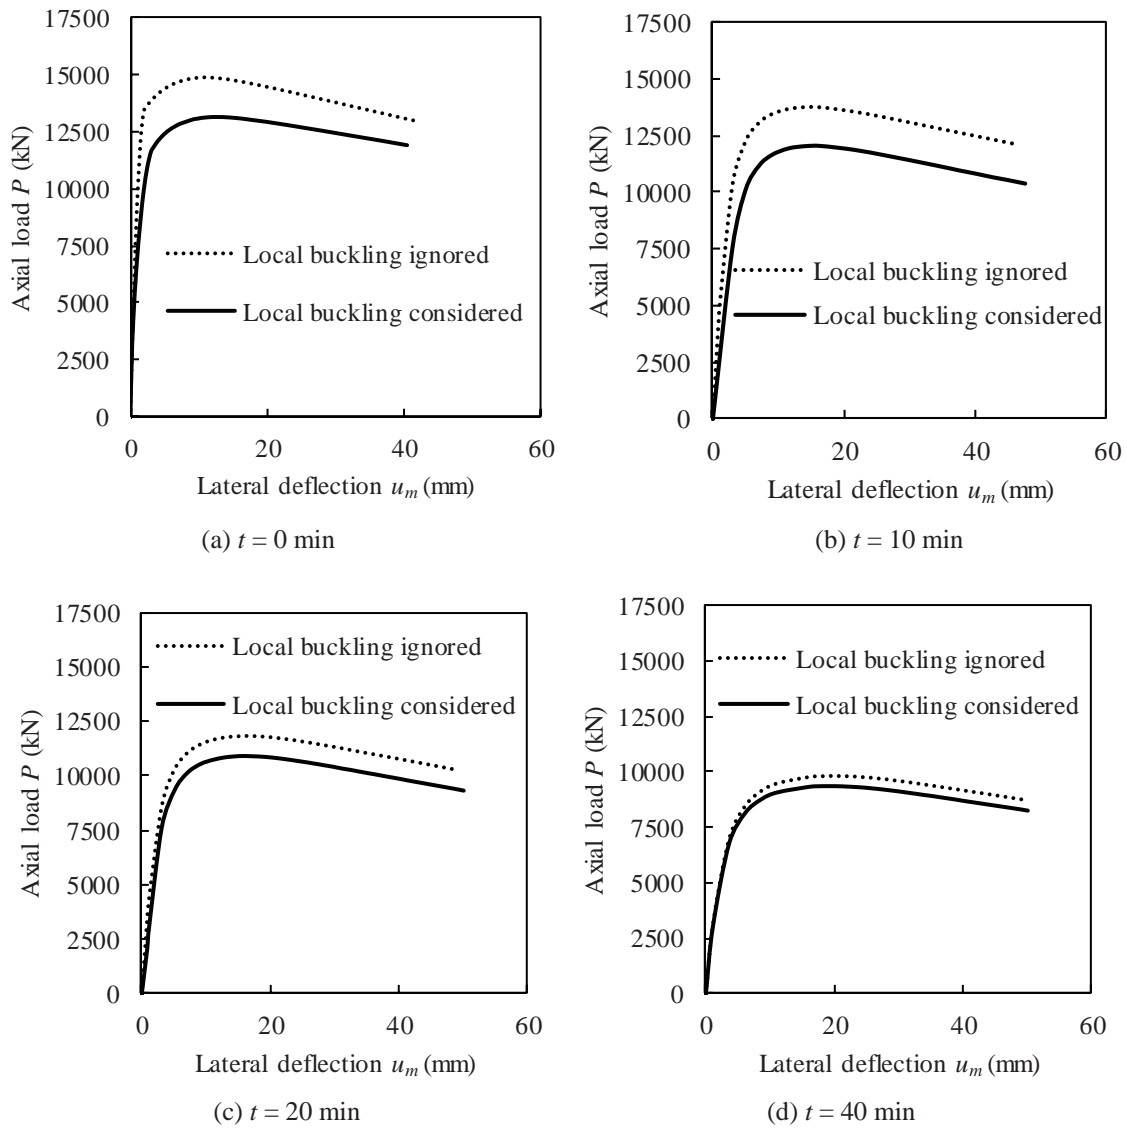 17500
15000
12500
10000
7500
5000
2500
0
0 20 40 60
Axial load P (kN)
Lateral deflection um (mm)
Local buckling ignored
Local buckling considered
(a) t = 0 min
17500
15000
12500
10000
7500
5000
2500
0
0 20 40 60
Axial load P (kN)
Lateral deflection um (mm)
Local buckling ignored
Local buckling considered
(b) t = 10 min
17500
15000
12500
10000
7500
5000
2500
0
0 20 40 60
Axial load P (kN)
Lateral deflection um (mm)
Local buckling ignored
Local buckling considered
(c) t = 20 min
17500
15000
12500
10000
7500
5000
2500
0
0 20 40 60
Axial load P (kN)
Lateral deflection um (mm)
Local buckling ignored
Local buckling considered
(d) t = 40 min